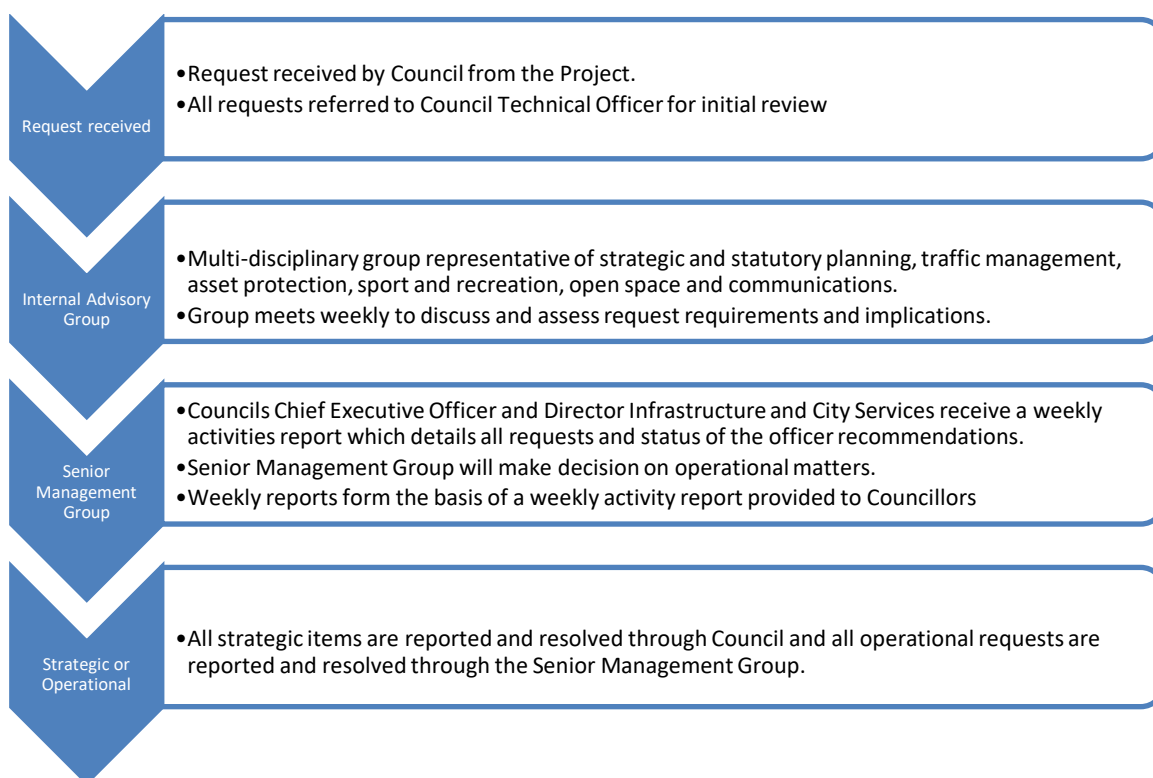 Request received
•Request received by Council from the Project.
•All requests referred to Council Technical Officer for initial review
Internal Advisory
Group
•Multi-disciplinary group representative of strategic and statutory planning, traffic management,
asset protection, sport and recreation, open space and communications.
•Group meets weekly to discuss and assess request requirements and implications.
Senior
Management
Group
•Councils Chief Executive Officer and Director Infrastructure and City Services receive a weekly
activities report which details all requests and status of the officer recommendations.
•Senior Management Group will make decision on operational matters.
•Weekly reports form the basis of a weekly activity report provided to Councillors
Strategic or
Operational
•All strategic items are reported and resolved through Council and all operational requests are
reported and resolved through the Senior Management Group.